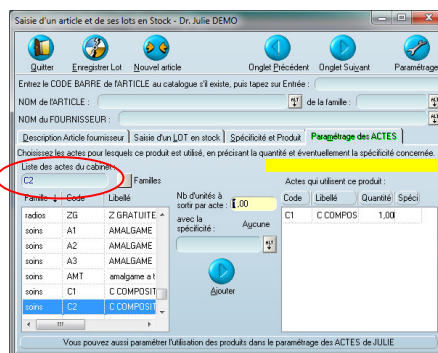 Saisie d'un article et de ses lots en Stock - Dr. Julie DEMO
Quitter Enregistrer Lot Nouvel article Onglet Précédent Onglet Suivant Paramétrage
Entrez le CODE BARRE de l'ARTICLE au catalogue s'il existe, puis tapez sur Entrée :
NOM de l'ARTICLE : de la famille :
NOM du FOURNISSEUR :
Description Article fournisseur Saisie d'un LOT en stock Spécificité et Produit Paramétrage des ACTES
Choisissez les actes pour lesquels ce produit est utilisé, en précisant la quantité et éventuellement la spécificité concernée.
Liste des actes du cabinet
C2 Familles
Actes qui utilisent ce produit :
Famille Code Libellé
Nb d'unités à sortir par acte : 1,00
Code Libellé Quantité Spéci
radios ZG Z GRATUITE
C1 C COMPOS 1,00
soins A1 AMALGAME
avec la spécificité : Aucune
soins A2 AMALGAME
soins A3 AMALGAME
soins AMT amalgame a t
soins C1 C COMPOSIT
soins C2 C COMPOSIT
Ajouter
Vous pouvez aussi paramétrer l'utilisation des produits dans le paramétrage des ACTES de JULIE